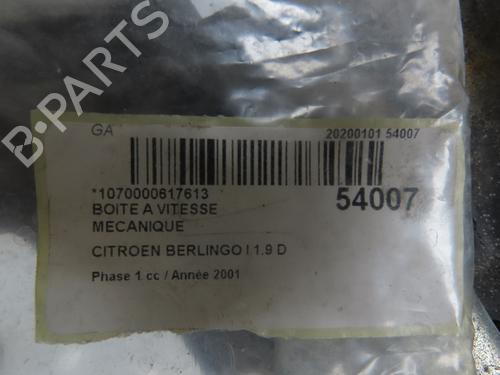 GA
20200101 54007
*1070000617613
54007
BOITE A VITESSE
MECANIQUE
CITROEN BERLINGO I 1.9 D
Phase 1 cc / Année 2001
B-PARTS